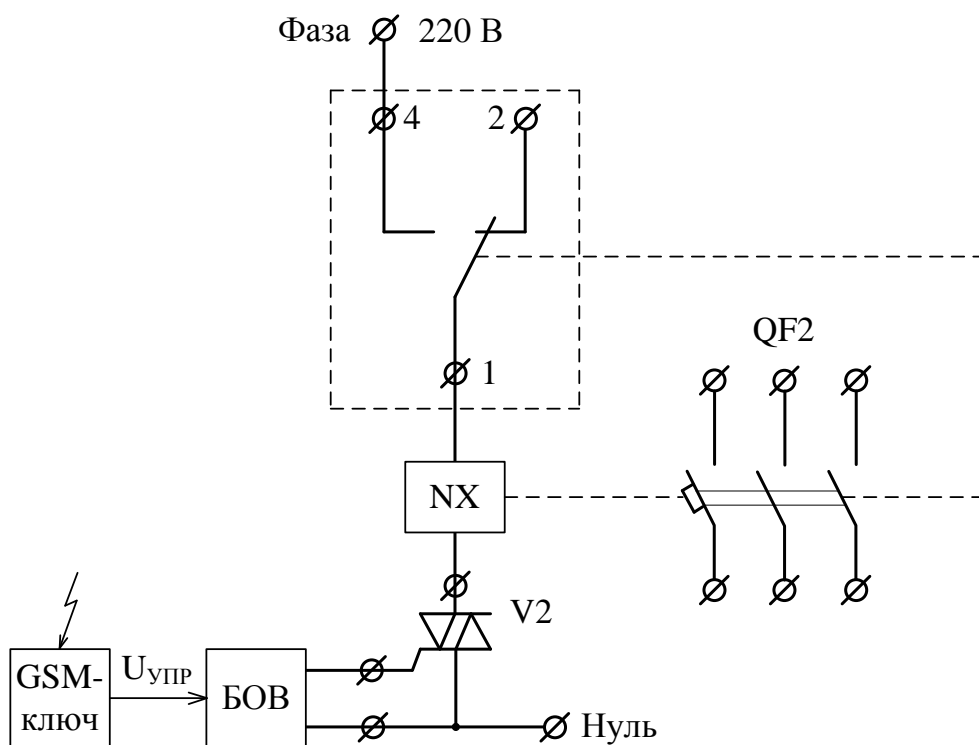 Фаза 220 В
4 2
QF2
1
NX
V2
GSM-
ключ
UУПР
БОВ
Нуль